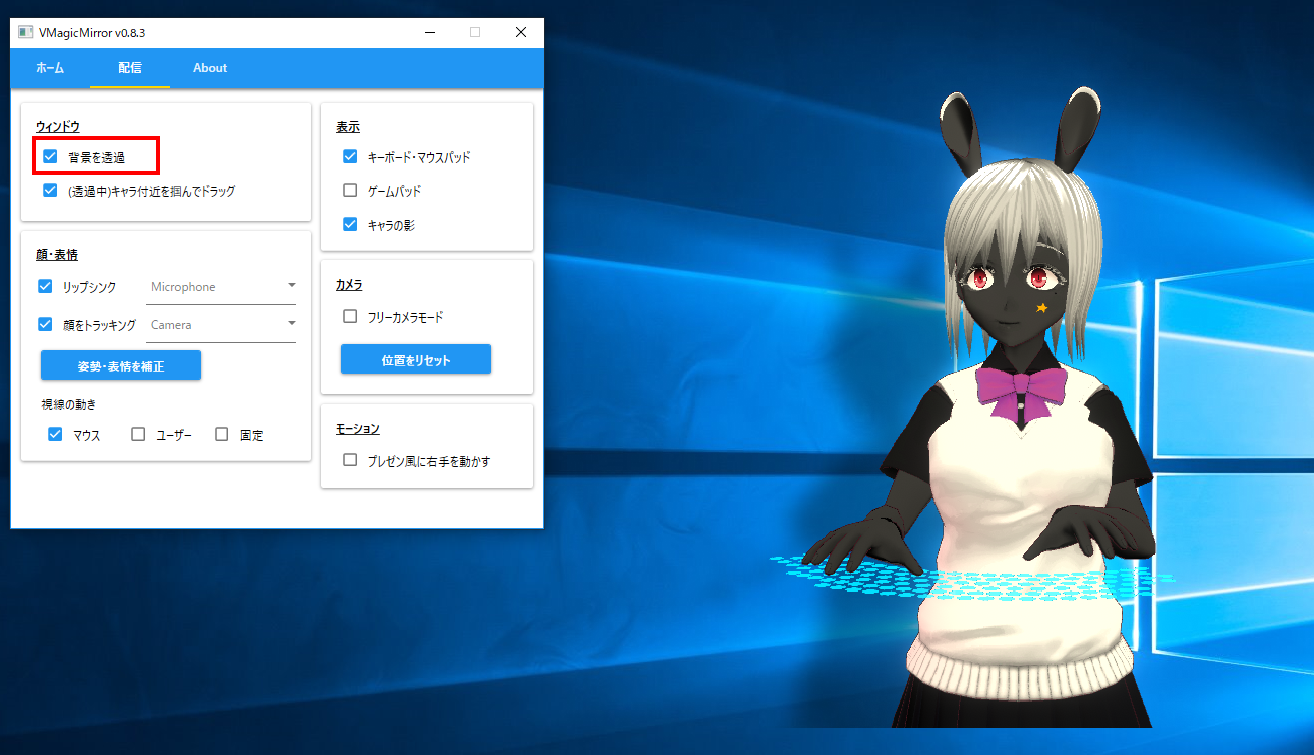 VMagicMirror v0.8.3
ホーム 配信 About
ウィンドウ
背景を透過
(透過中)キャラ付近を掴んでドラッグ
顔・表情
リップシンク Microphone
顔をトラッキング Camera
姿勢・表情を補正
視線の動き
マウス ユーザー 固定
表示
キーボード・マウスパッド
ゲームパッド
キャラの影
カメラ
フリーカメラモード
位置をリセット
モーション
プレゼン風に右手を動かす